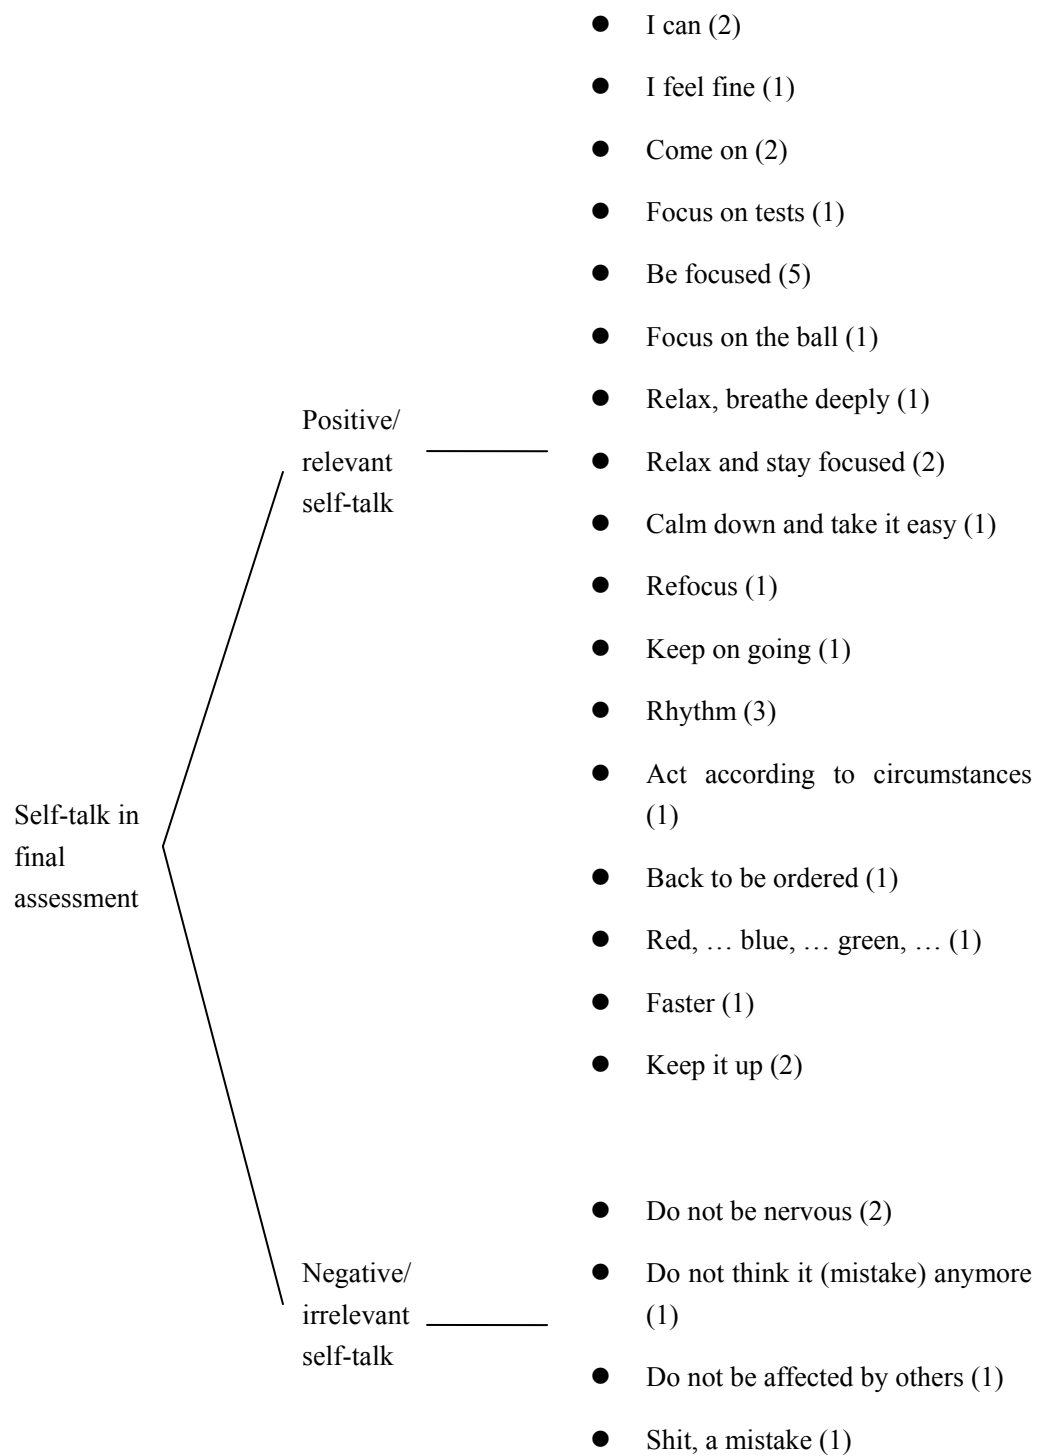 Self-talk in
final
assessment
Positive/
relevant
self-talk
● I can (2)
● I feel fine (1)
● Come on (2)
● Focus on tests (1)
● Be focused (5)
● Focus on the ball (1)
● Relax, breathe deeply (1)
● Relax and stay focused (2)
● Calm down and take it easy (1)
● Refocus (1)
● Keep on going (1)
● Rhythm (3)
● Act according to circumstances
(1)
● Back to be ordered (1)
● Red, … blue, … green, … (1)
● Faster (1)
● Keep it up (2)
Negative/
irrelevant
self-talk
● Do not be nervous (2)
● Do not think it (mistake) anymore
(1)
● Do not be affected by others (1)
● Shit, a mistake (1)